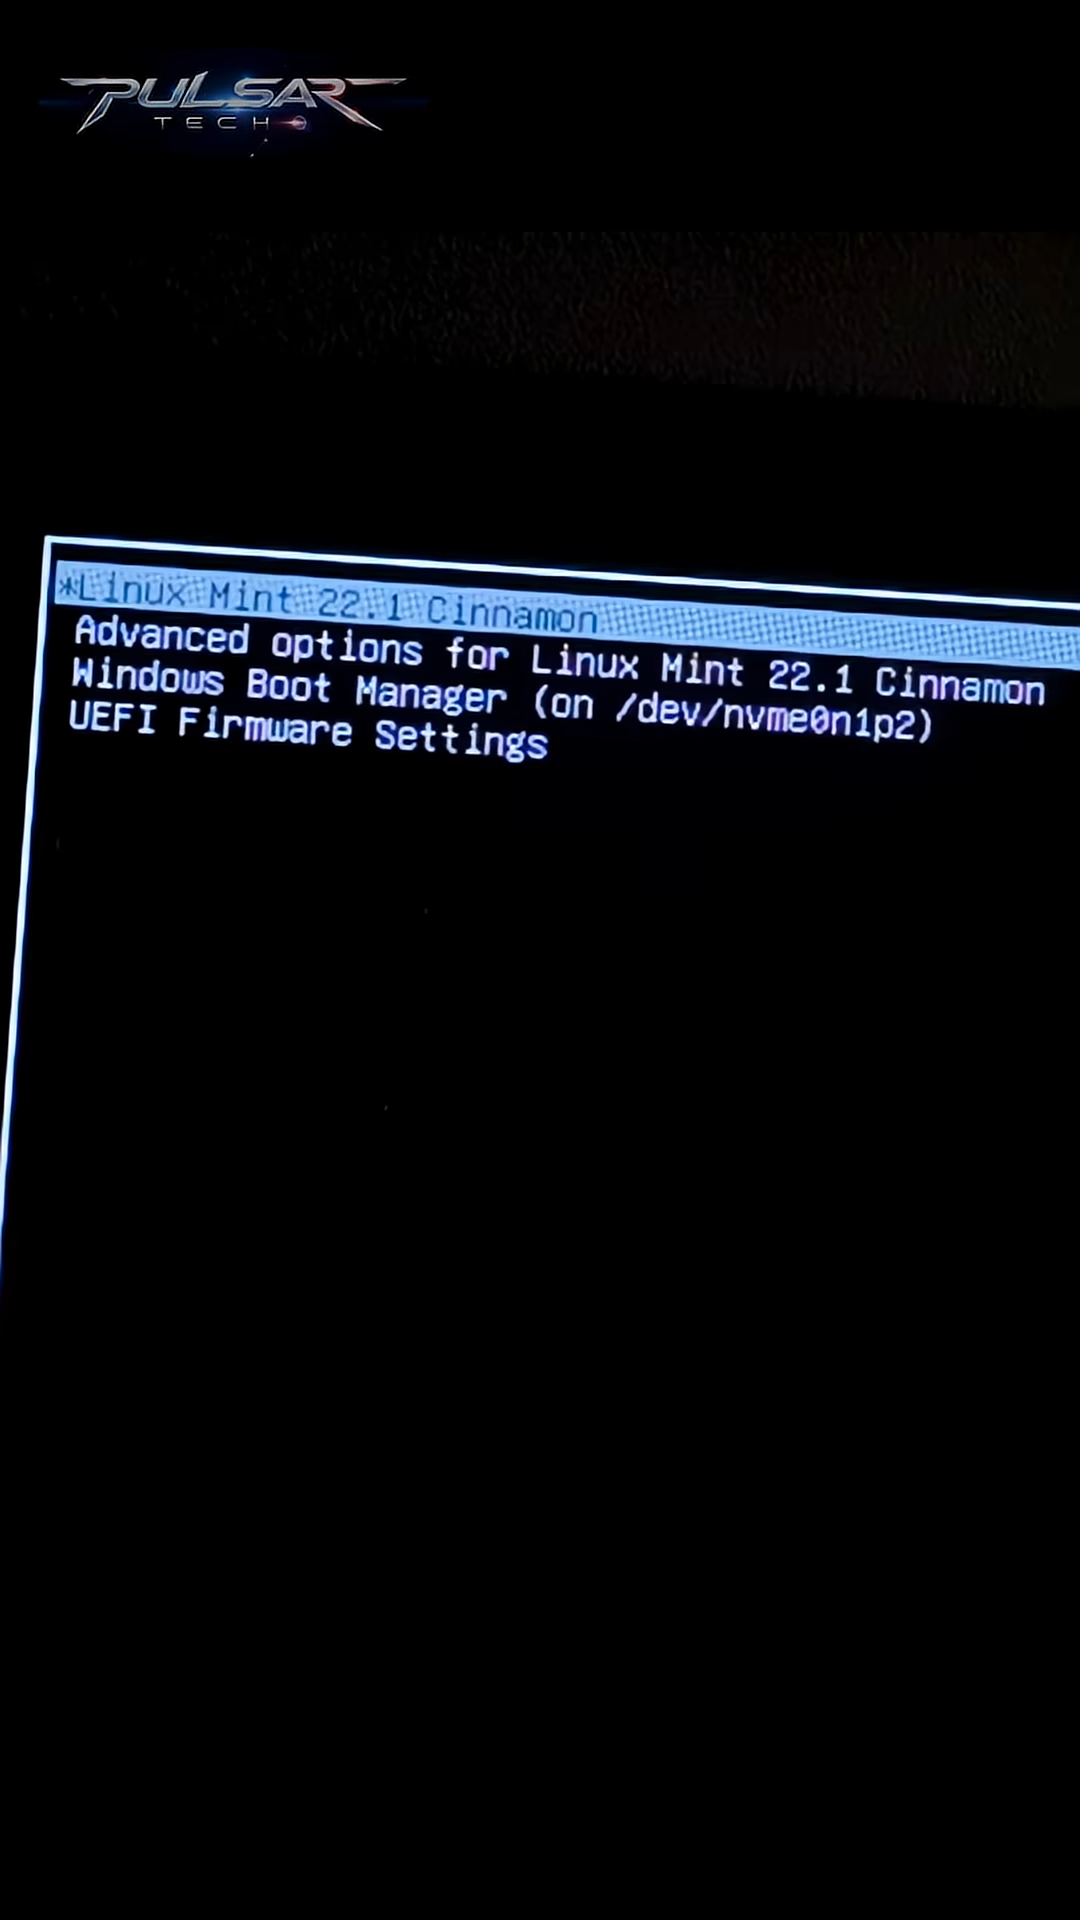 PULSAR
TECH
*Linux Mint 22.1 Cinnamon
Advanced options for Linux Mint 22.1 Cinnamon
Windows Boot Manager (on /dev/nvme0n1p2)
UEFI Firmware Settings